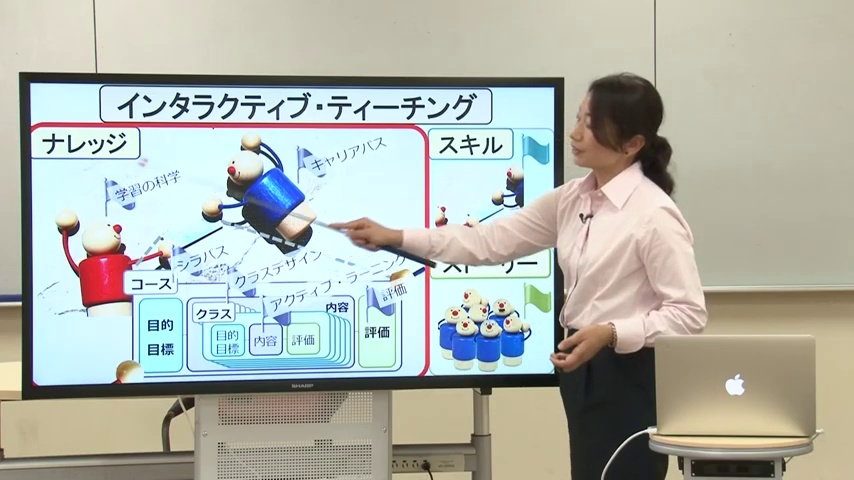 インタラクティブ・ティーチング
ナレッジ
スキル
キャリアパス
学習の科学
シラバス
クラスデザイン
アクティブ・ラーニング
評価
ストーリー
コース
クラス
内容
目的
目標
目的
目標
内容
評価
評価
SHARP